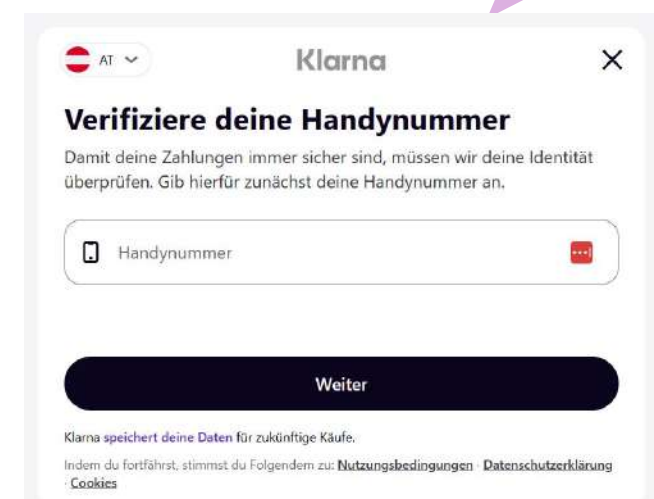 AT
Klarna
Verifiziere deine Handynummer
Damit deine Zahlungen immer sicher sind, müssen wir deine Identität
überprüfen. Gib hierfür zunächst deine Handynummer an.
Handynummer
Weiter
Klarna speichert deine Daten für zukünftige Käufe.
Indem du fortfährst, stimmst du Folgendem zu: Nutzungsbedingungen · Datenschutzerklärung
· Cookies